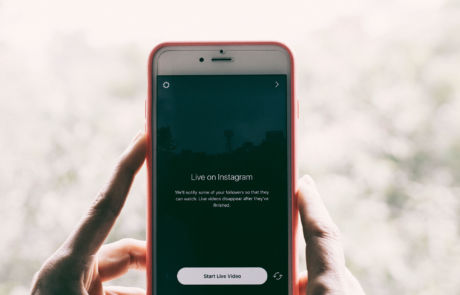 Live on Instagram
We'll notify some of your followers so that they
can watch. Live videos disappear after they've
finished.
Start Live Video